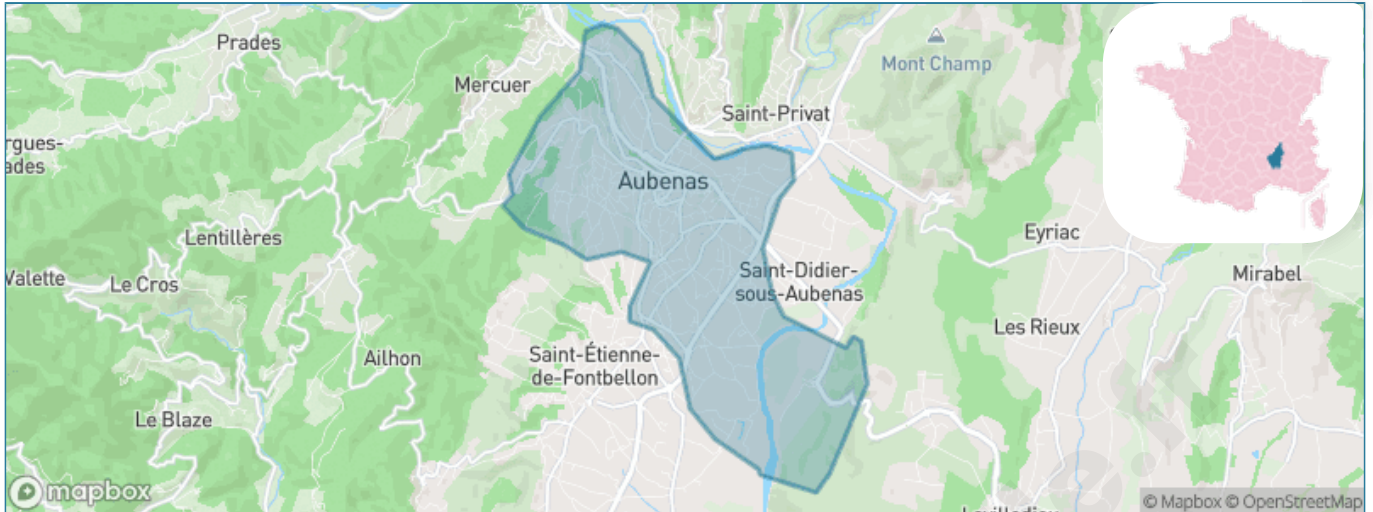 Prades
Mont Champ
Mercuer
Saint-Privat
rgues-
ades
Aubenas
Lentillères
Eyriac
Valette
Le Cros
Saint-Didier-
sous-Aubenas
Mirabel
Les Rieux
Saint-Étienne-
de-Fontbellon
Ailhon
Le Blaze
mapbox
© Mapbox © OpenStreetMap